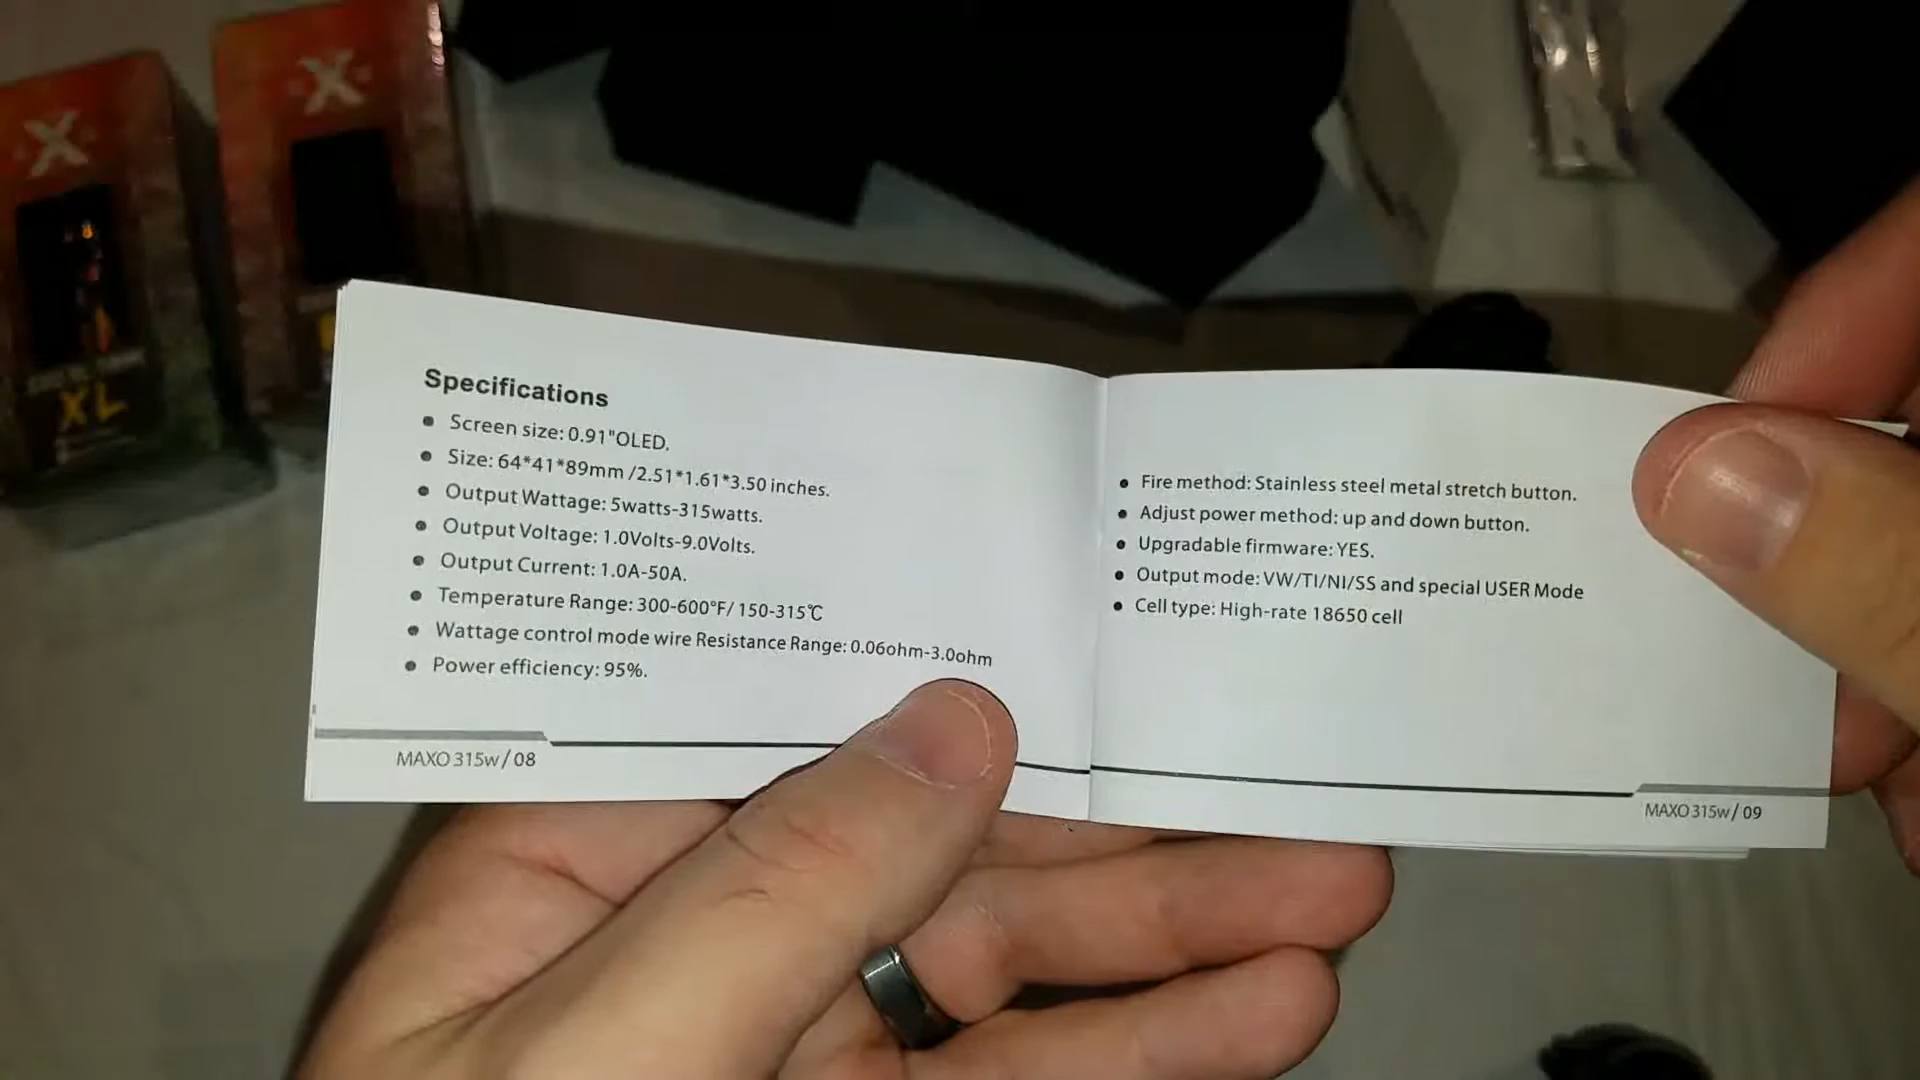 X
X
XL
Specifications
● Screen size: 0.91"OLED.
● Size: 64*41*89mm /2.51*1.61*3.50 inches.
● Output Wattage: 5watts-315watts.
● Output Voltage: 1.0Volts-9.0Volts.
● Output Current: 1.0A-50A.
● Temperature Range: 300-600°F/ 150-315℃
● Wattage control mode wire Resistance Range: 0.06ohm-3.0ohm
● Power efficiency: 95%.
MAXO 315w / 08
● Fire method: Stainless steel metal stretch button.
● Adjust power method: up and down button.
● Upgradable firmware: YES.
● Output mode: VW/TI/NI/SS and special USER Mode
● Cell type: High-rate 18650 cell
MAXO 315w / 09